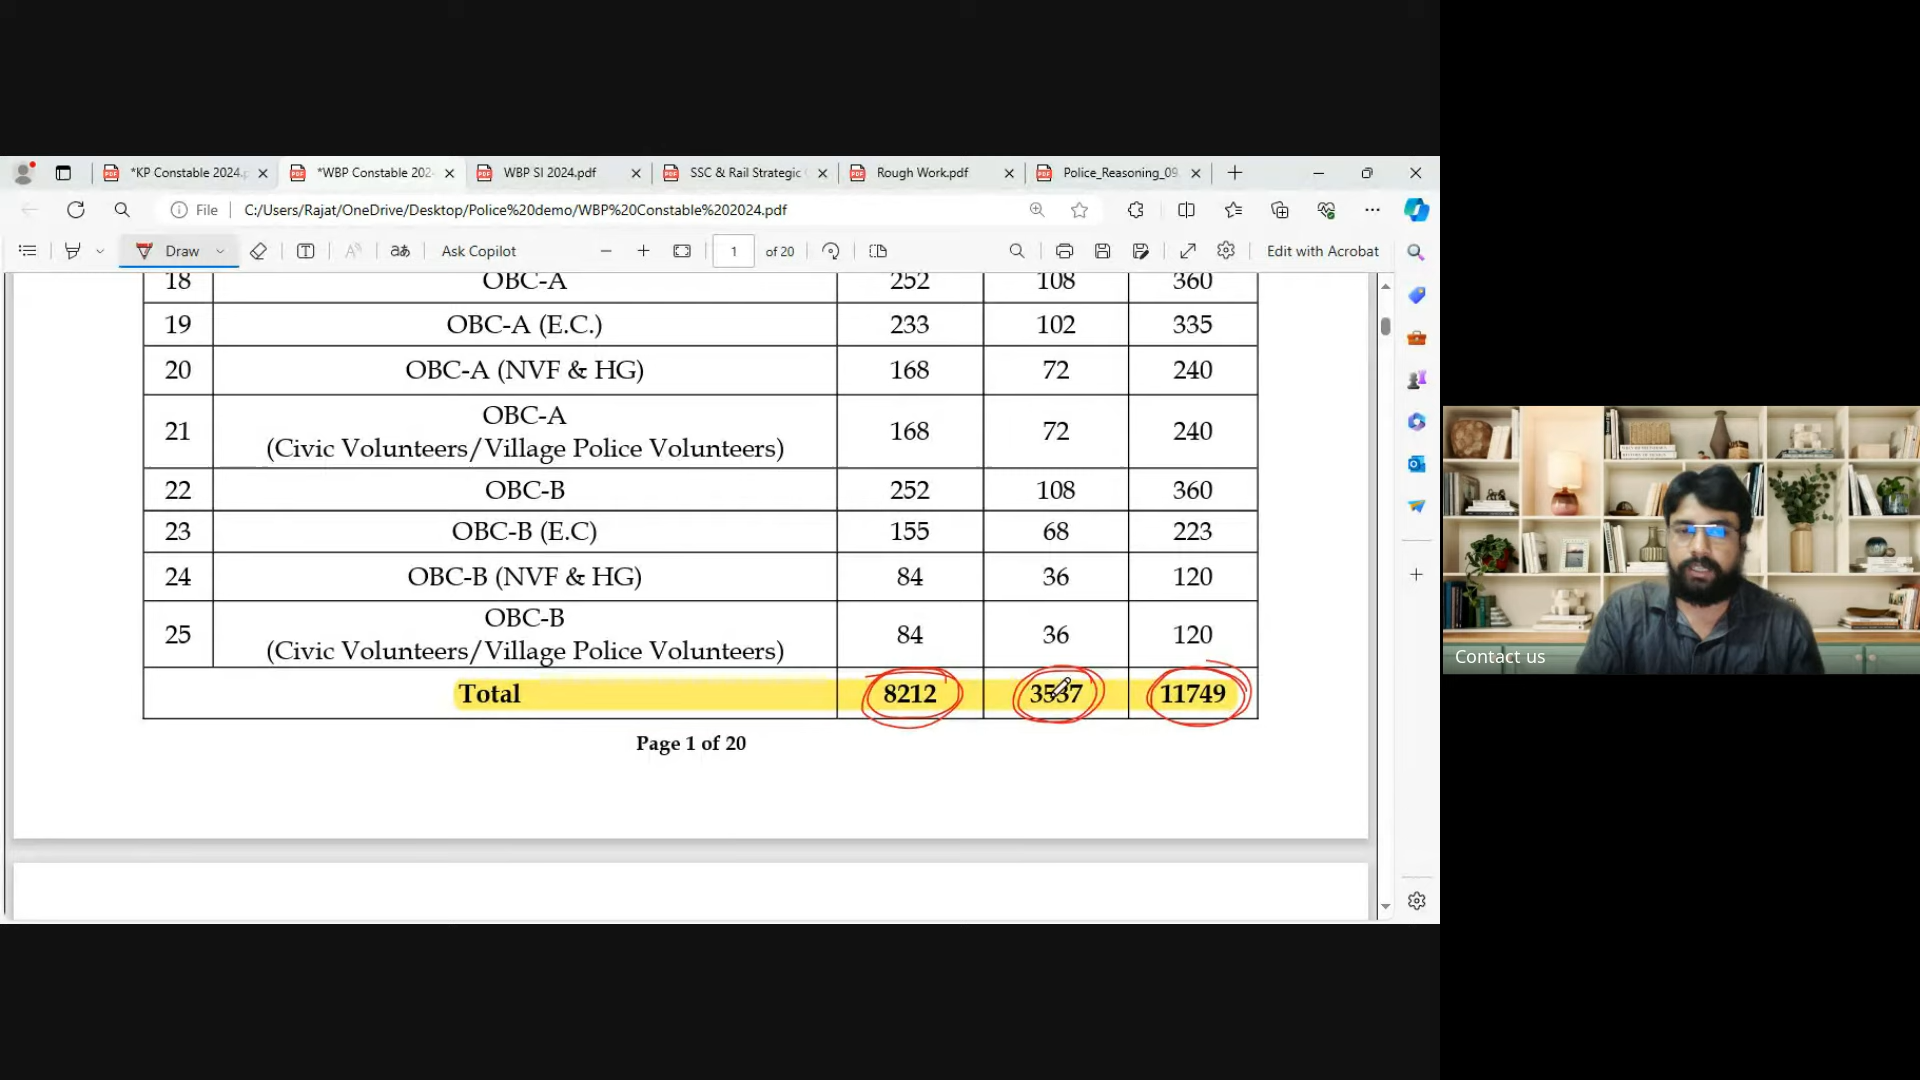 *KP Constable 2024.p
*WBP Constable 202
WBP SI 2024.pdf
SSC & Rail Strategic
Rough Work.pdf
Police_Reasoning_09
File
C:/Users/Rajat/OneDrive/Desktop/Police%20demo/WBP%20Constable%202024.pdf
Draw
Ask Copilot
1 of 20
Edit with Acrobat
18 OBC-A 252 108 360
19 OBC-A (E.C.) 233 102 335
20 OBC-A (NVF & HG) 168 72 240
21 OBC-A
(Civic Volunteers/Village Police Volunteers) 168 72 240
22 OBC-B 252 108 360
23 OBC-B (E.C) 155 68 223
24 OBC-B (NVF & HG) 84 36 120
25 OBC-B
(Civic Volunteers/Village Police Volunteers) 84 36 120
Total 8212 3537 11749
Page 1 of 20
Contact us